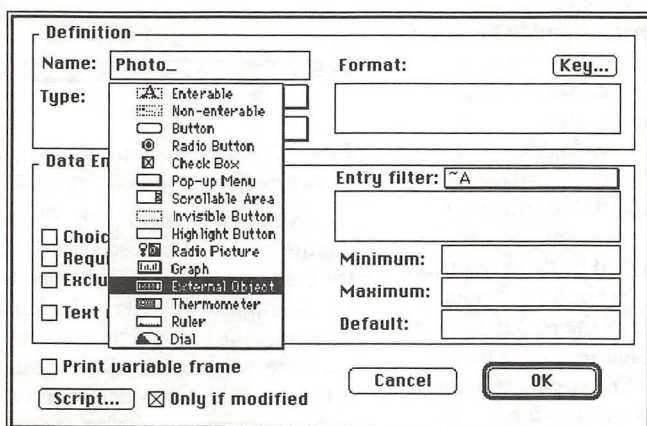 Definition
Name: Photo_
Format:
Key...
Type:
Enterable
Non-enterable
Button
Radio Button
Check Box
Pop-up Menu
Scrollable Area
Invisible Button
Highlight Button
Radio Picture
Graph
External Object
Thermometer
Ruler
Dial
Data En
Entry filter: ~A
Choic
Requi
Exclu
Text
Minimum:
Maximum:
Default:
Print variable frame
Script...
Only if modified
Cancel
OK